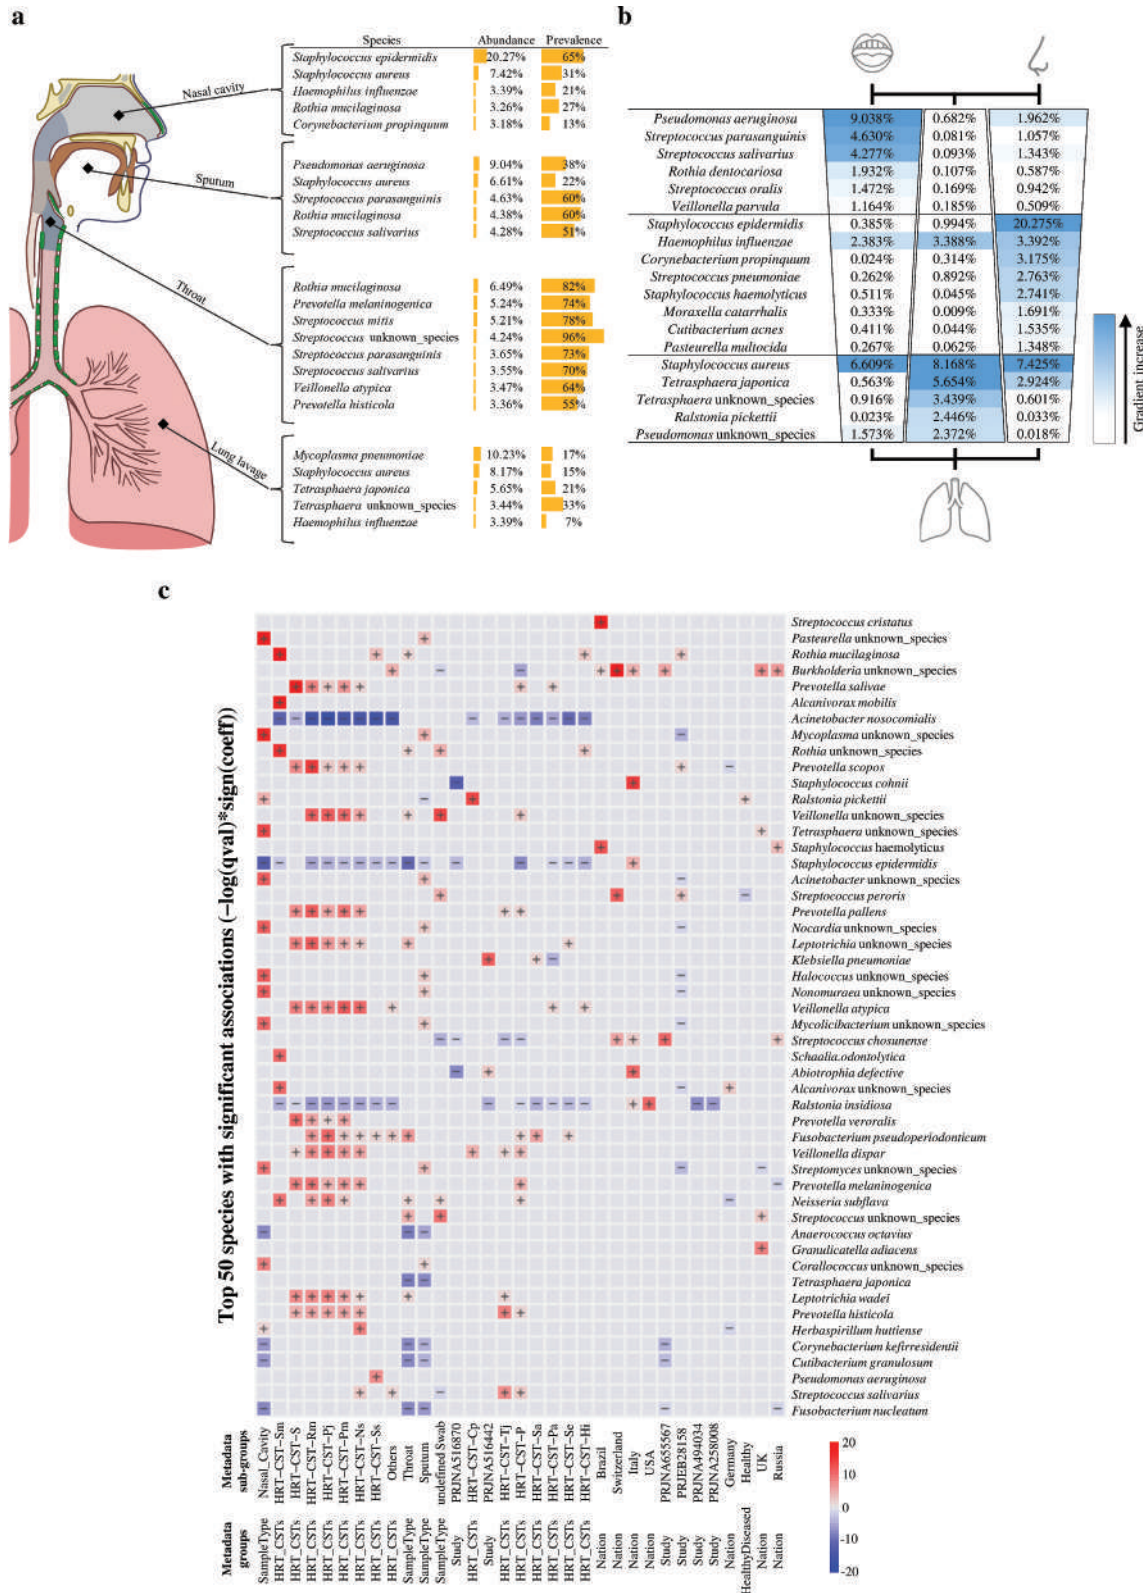 a
Species Abundance Prevalence
Staphylococcus epidermidis 20.27% 65%
Staphylococcus aureus 7.42% 31%
Haemophilus influenzae 3.39% 21%
Rothia mucilaginosa 3.26% 27%
Corynebacterium propinquum 3.18% 13%
Nasal cavity
Pseudomonas aeruginosa 9.04% 38%
Staphylococcus aureus 6.61% 22%
Streptococcus parasanguinis 4.63% 60%
Rothia mucilaginosa 4.38% 60%
Streptococcus salivarius 4.28% 51%
Sputum
Rothia mucilaginosa 6.49% 82%
Prevotella melaninogenica 5.24% 74%
Streptococcus mitis 5.21% 78%
Streptococcus unknown_species 4.24% 96%
Streptococcus parasanguinis 3.65% 73%
Streptococcus salivarius 3.55% 70%
Veillonella atypica 3.47% 64%
Prevotella histicola 3.36% 55%
Throat
Mycoplasma pneumoniae 10.23% 17%
Staphylococcus aureus 8.17% 15%
Tetrasphaera japonica 5.65% 21%
Tetrasphaera unknown_species 3.44% 33%
Haemophilus influenzae 3.39% 7%
Lung lavage
b
Pseudomonas aeruginosa 9.038% 0.682% 1.962%
Streptococcus parasanguinis 4.630% 0.081% 1.057%
Streptococcus salivarius 4.277% 0.093% 1.343%
Rothia dentocariosa 1.932% 0.107% 0.587%
Streptococcus oralis 1.472% 0.169% 0.942%
Veillonella parvula 1.164% 0.185% 0.509%
Staphylococcus epidermidis 0.385% 0.994% 20.275%
Haemophilus influenzae 2.383% 3.388% 3.392%
Corynebacterium propinquum 0.024% 0.314% 3.175%
Streptococcus pneumoniae 0.262% 0.892% 2.763%
Staphylococcus haemolyticus 0.511% 0.045% 2.741%
Moraxella catarrhalis 0.333% 0.009% 1.691%
Cutibacterium acnes 0.411% 0.044% 1.535%
Pasteurella multocida 0.267% 0.062% 1.348%
Staphylococcus aureus 6.609% 8.168% 7.425%
Tetrasphaera japonica 0.563% 5.654% 2.924%
Tetrasphaera unknown_species 0.916% 3.439% 0.601%
Ralstonia pickettii 0.023% 2.446% 0.033%
Pseudomonas unknown_species 1.573% 2.372% 0.018%
Gradient increase
c
Top 50 species with significant associations (−log(qval)*sign(coeff))
Streptococcus cristatus
Pasteurella unknown_species
Rothia mucilaginosa
Burkholderia unknown_species
Prevotella salivae
Alcanivorax mobilis
Acinetobacter nosocomialis
Mycoplasma unknown_species
Rothia unknown_species
Prevotella scopos
Staphylococcus cohnii
Ralstonia pickettii
Veillonella unknown_species
Tetrasphaera unknown_species
Staphylococcus haemolyticus
Staphylococcus epidermidis
Acinetobacter unknown_species
Streptococcus peroris
Prevotella pallens
Nocardia unknown_species
Leptotrichia unknown_species
Klebsiella pneumoniae
Halococcus unknown_species
Nonomuraea unknown_species
Veillonella atypica
Mycolicibacterium unknown_species
Streptococcus chosunense
Schaalia.odontolytica
Abiotrophia defective
Alcanivorax unknown_species
Ralstonia insidiosa
Prevotella veroralis
Fusobacterium pseudoperiodonticum
Veillonella dispar
Streptomyces unknown_species
Prevotella melaninogenica
Neisseria subflava
Streptococcus unknown_species
Anaerococcus octavius
Granulicatella adiacens
Corallococcus unknown_species
Tetrasphaera japonica
Leptotrichia wadei
Prevotella histicola
Herbaspirillum huttiense
Corynebacterium kefirresidentii
Cutibacterium granulosum
Pseudomonas aeruginosa
Streptococcus salivarius
Fusobacterium nucleatum
Metadata sub-groups
Nasal_Cavity
HRT−CST−Sm
HRT−CST−S
HRT−CST−Rm
HRT−CST−Pj
HRT−CST−Pm
HRT−CST−Ns
HRT−CST−Ss
Others
Throat
Sputum
undefined Swab
PRJNA516870
HRT−CST−Cp
PRJNA516442
HRT−CST−Tj
HRT−CST−P
HRT−CST−Sa
HRT−CST−Pa
HRT−CST−Se
HRT−CST−Hi
Brazil
Switzerland
Italy
USA
PRJNA655567
PRJEB28158
PRJNA494034
PRJNA258008
Germany
Healthy
UK
Russia
Metadata groups
SampleType
HRT_CSTs
HRT_CSTs
HRT_CSTs
HRT_CSTs
HRT_CSTs
HRT_CSTs
HRT_CSTs
HRT_CSTs
SampleType
SampleType
SampleType
Study
HRT_CSTs
Study
HRT_CSTs
HRT_CSTs
HRT_CSTs
HRT_CSTs
HRT_CSTs
HRT_CSTs
Nation
Nation
Nation
Nation
Study
Study
Study
Study
Nation
HealthyDiseased
Nation
Nation
20
10
0
-10
-20